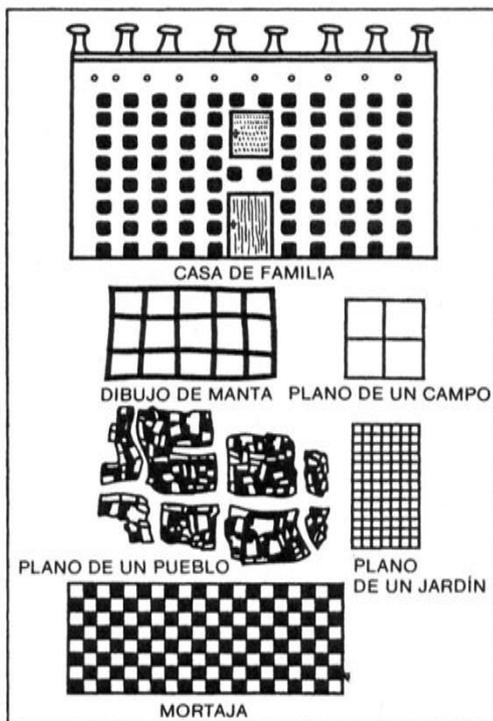 CASA DE FAMILIA
DIBUJO DE MANTA
PLANO DE UN CAMPO
PLANO DE UN PUEBLO
PLANO
DE UN JARDÍN
MORTAJA